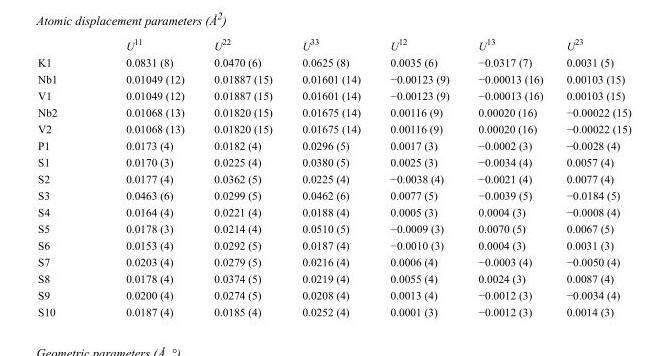 Atomic displacement parameters (Å²)
U¹¹ U²² U³³ U¹² U¹³ U²³
K1 0.0831 (8) 0.0470 (6) 0.0625 (8) 0.0035 (6) −0.0317 (7) 0.0031 (5)
Nb1 0.01049 (12) 0.01887 (15) 0.01601 (14) −0.00123 (9) −0.00013 (16) 0.00103 (15)
V1 0.01049 (12) 0.01887 (15) 0.01601 (14) −0.00123 (9) −0.00013 (16) 0.00103 (15)
Nb2 0.01068 (13) 0.01820 (15) 0.01675 (14) 0.00116 (9) 0.00020 (16) −0.00022 (15)
V2 0.01068 (13) 0.01820 (15) 0.01675 (14) 0.00116 (9) 0.00020 (16) −0.00022 (15)
P1 0.0173 (4) 0.0182 (4) 0.0296 (5) 0.0017 (3) −0.0002 (3) −0.0028 (4)
S1 0.0170 (3) 0.0225 (4) 0.0380 (5) 0.0025 (3) −0.0034 (4) 0.0057 (4)
S2 0.0177 (4) 0.0362 (5) 0.0225 (4) −0.0038 (4) −0.0021 (4) 0.0077 (4)
S3 0.0463 (6) 0.0299 (5) 0.0462 (6) 0.0077 (5) −0.0039 (5) −0.0184 (5)
S4 0.0164 (4) 0.0221 (4) 0.0188 (4) 0.0005 (3) 0.0004 (3) −0.0008 (4)
S5 0.0178 (3) 0.0214 (4) 0.0510 (5) −0.0009 (3) 0.0070 (5) 0.0067 (5)
S6 0.0153 (4) 0.0292 (5) 0.0187 (4) −0.0010 (3) 0.0004 (3) 0.0031 (3)
S7 0.0203 (4) 0.0279 (5) 0.0216 (4) 0.0006 (4) −0.0003 (4) −0.0050 (4)
S8 0.0178 (4) 0.0374 (5) 0.0219 (4) 0.0055 (4) 0.0024 (3) 0.0087 (4)
S9 0.0200 (4) 0.0274 (5) 0.0208 (4) 0.0013 (4) −0.0012 (3) −0.0034 (4)
S10 0.0187 (4) 0.0185 (4) 0.0252 (4) 0.0001 (3) −0.0012 (3) 0.0014 (3)
Geometric parameters (Å, °)